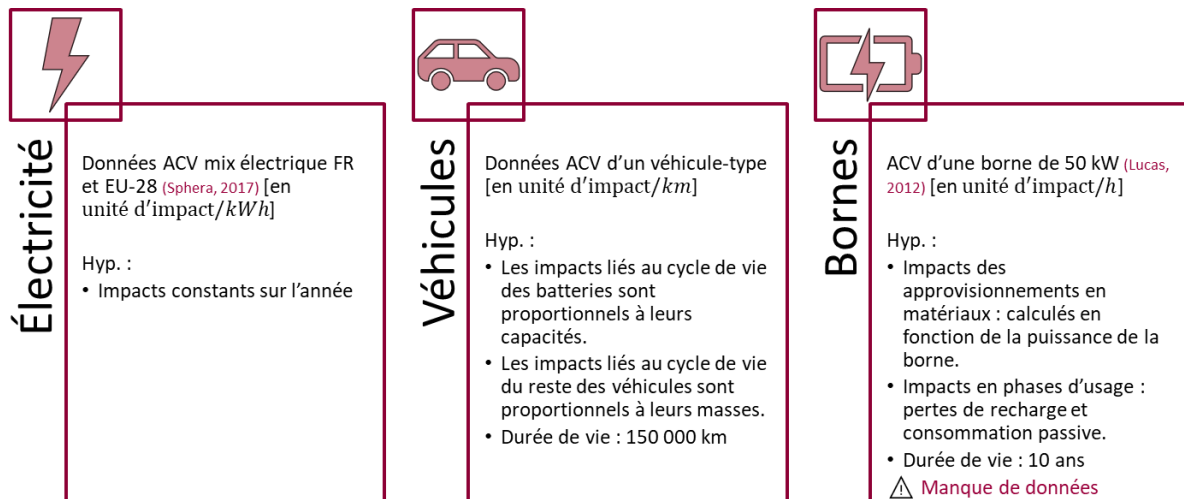 Électricité
Données ACV mix électrique FR
et EU-28 (Sphera, 2017) [en
unité d'impact/kWh]
Hyp. :
• Impacts constants sur l'année
Véhicules
Données ACV d'un véhicule-type
[en unité d'impact/km]
Hyp. :
• Les impacts liés au cycle de vie
des batteries sont
proportionnels à leurs
capacités.
• Les impacts liés au cycle de vie
du reste des véhicules sont
proportionnels à leurs masses.
• Durée de vie : 150 000 km
Bornes
ACV d'une borne de 50 kW (Lucas,
2012) [en unité d'impact/h]
Hyp. :
• Impacts des
approvisionnements en
matériaux : calculés en
fonction de la puissance de la
borne.
• Impacts en phases d'usage :
pertes de recharge et
consommation passive.
• Durée de vie : 10 ans
⚠ Manque de données